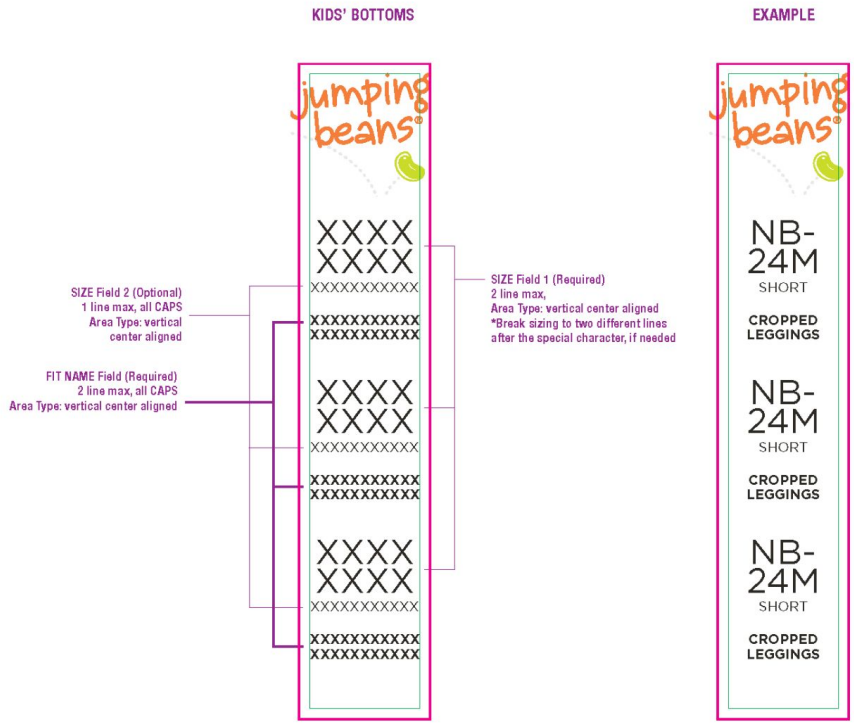 KIDS' BOTTOMS
EXAMPLE
jumping
beans®
XXXX
XXXX
XXXXXXXXXXX
XXXXXXXXXXX
XXXXXXXXXXX
XXXX
XXXX
XXXXXXXXXXX
XXXXXXXXXXX
XXXXXXXXXXX
XXXX
XXXX
XXXXXXXXXXX
XXXXXXXXXXX
XXXXXXXXXXX
SIZE Field 2 (Optional)
1 line max, all CAPS
Area Type: vertical
center aligned
FIT NAME Field (Required)
2 line max, all CAPS
Area Type: vertical center aligned
SIZE Field 1 (Required)
2 line max,
Area Type: vertical center aligned
*Break sizing to two different lines
after the special character, if needed
jumping
beans®
NB-
24M
SHORT
CROPPED
LEGGINGS
NB-
24M
SHORT
CROPPED
LEGGINGS
NB-
24M
SHORT
CROPPED
LEGGINGS